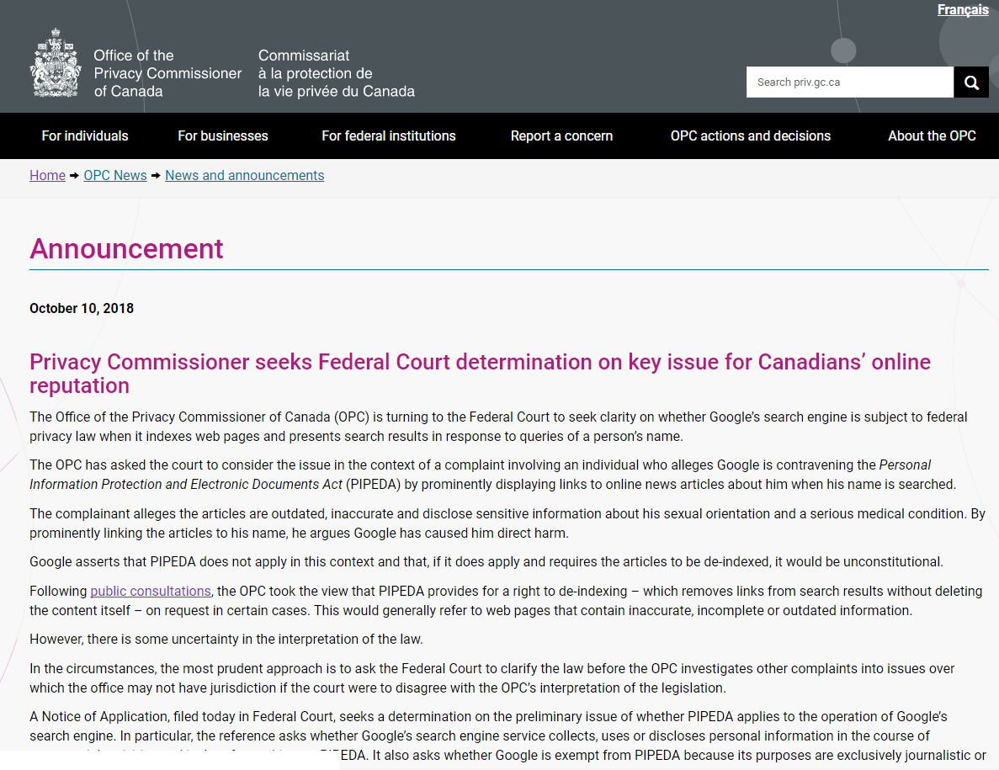 Français
Office of the
Privacy Commissioner
of Canada
Commissariat
à la protection de
la vie privée du Canada
Search priv.gc.ca
For individuals For businesses For federal institutions Report a concern OPC actions and decisions About the OPC
Home OPC News News and announcements
Announcement
October 10, 2018
Privacy Commissioner seeks Federal Court determination on key issue for Canadians’ online
reputation
The Office of the Privacy Commissioner of Canada (OPC) is turning to the Federal Court to seek clarity on whether Google’s search engine is subject to federal
privacy law when it indexes web pages and presents search results in response to queries of a person’s name.
The OPC has asked the court to consider the issue in the context of a complaint involving an individual who alleges Google is contravening the Personal
Information Protection and Electronic Documents Act (PIPEDA) by prominently displaying links to online news articles about him when his name is searched.
The complainant alleges the articles are outdated, inaccurate and disclose sensitive information about his sexual orientation and a serious medical condition. By
prominently linking the articles to his name, he argues Google has caused him direct harm.
Google asserts that PIPEDA does not apply in this context and that, if it does apply and requires the articles to be de-indexed, it would be unconstitutional.
Following public consultations, the OPC took the view that PIPEDA provides for a right to de-indexing – which removes links from search results without deleting
the content itself – on request in certain cases. This would generally refer to web pages that contain inaccurate, incomplete or outdated information.
However, there is some uncertainty in the interpretation of the law.
In the circumstances, the most prudent approach is to ask the Federal Court to clarify the law before the OPC investigates other complaints into issues over
which the office may not have jurisdiction if the court were to disagree with the OPC’s interpretation of the legislation.
A Notice of Application, filed today in Federal Court, seeks a determination on the preliminary issue of whether PIPEDA applies to the operation of Google’s
search engine. In particular, the reference asks whether Google’s search engine service collects, uses or discloses personal information in the course of
EDA. It also asks whether Google is exempt from PIPEDA because its purposes are exclusively journalistic or